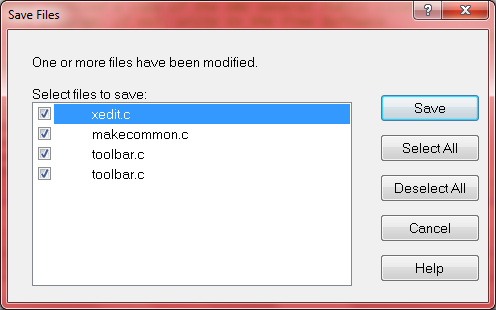 Save Files
One or more files have been modified.
Select files to save:
xedit.c
makecommon.c
toolbar.c
toolbar.c
Save
Select All
Deselect All
Cancel
Help